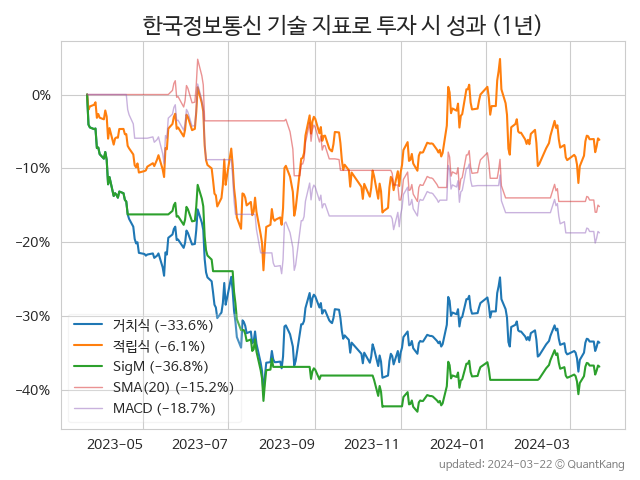 한국정보통신 기술 지표로 투자 시 성과 (1년)
0%
−10%
−20%
−30%
−40%
거치식 (−33.6%)
적립식 (−6.1%)
SigM (−36.8%)
SMA(20) (−15.2%)
MACD (−18.7%)
2023−05
2023−07
2023−09
2023−11
2024−01
2024−03
updated: 2024-03-22 © QuantKang